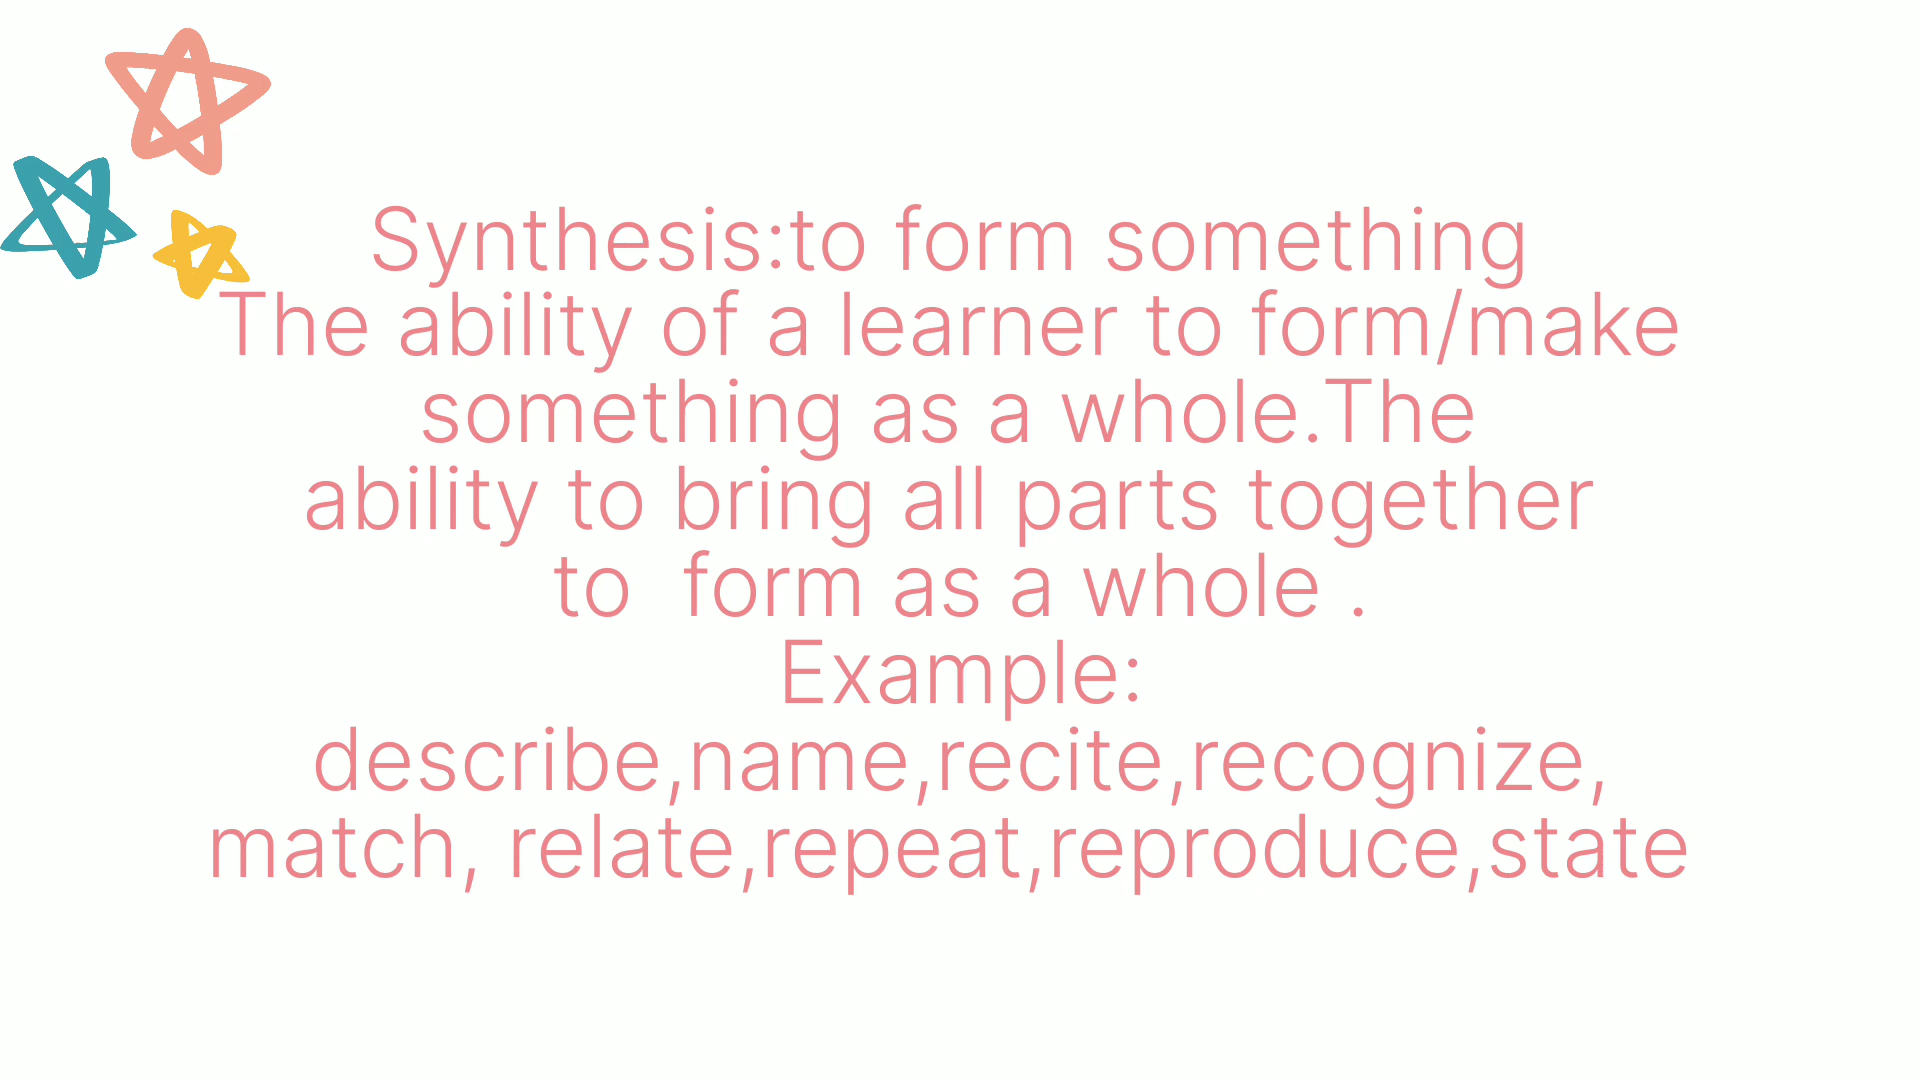 Synthesis:to form something
The ability of a learner to form/make
something as a whole.The
ability to bring all parts together
to  form as a whole .
Example:
describe,name,recite,recognize,
match, relate,repeat,reproduce,state